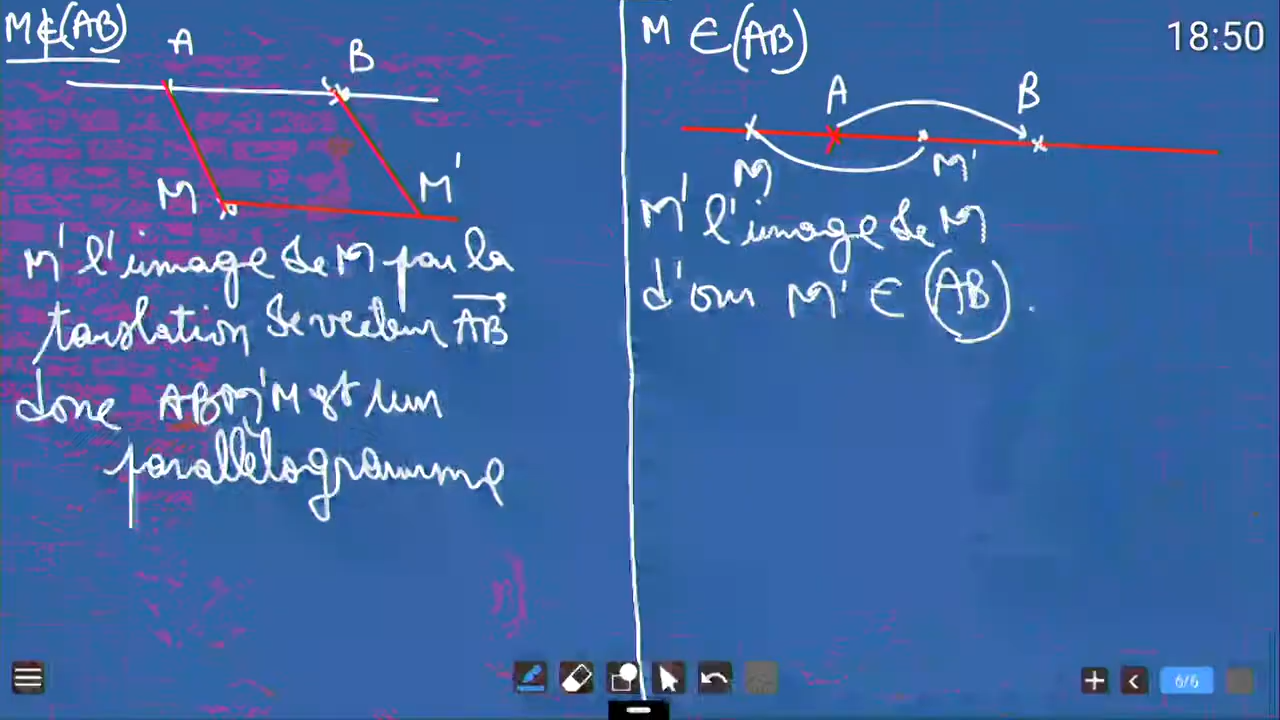 M∉(AB)
A
B
M
M'
M' l'image de M par la
translation de vecteur AB
donc ABM'M est un
parallélogramme
M ∈ (AB)
18:50
A
B
M
M'
M' l'image de M
d'où M' ∈ (AB).
6/6